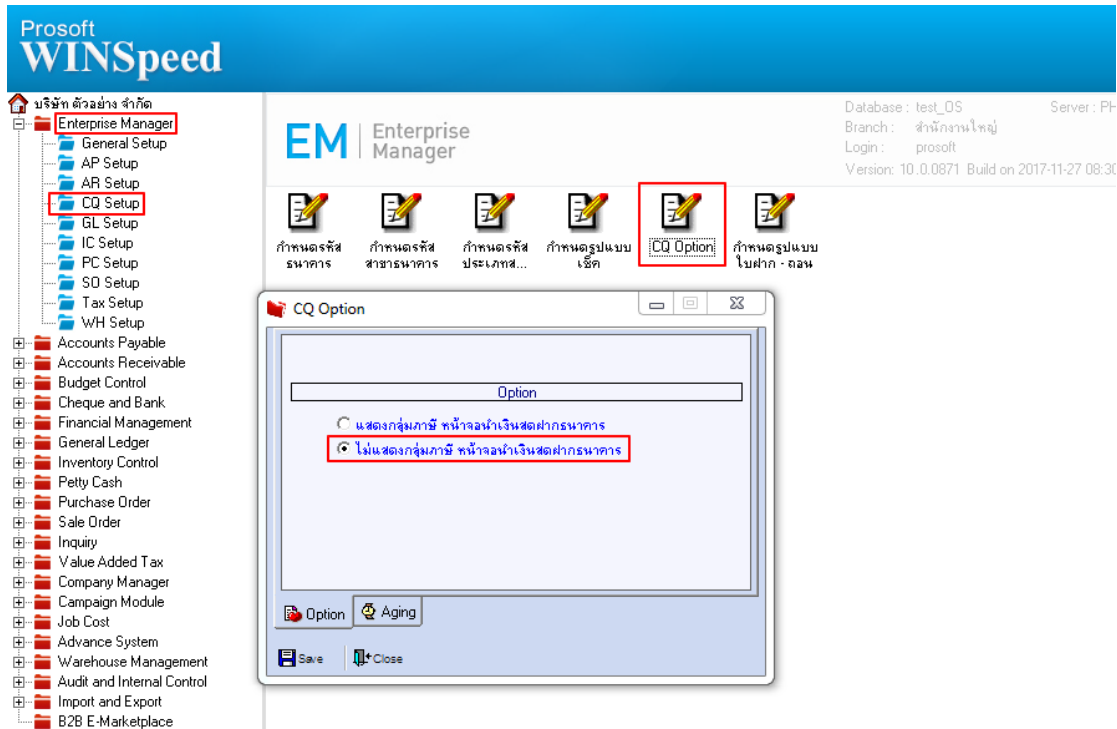 Prosoft
WINSpeed
บริษัท ตัวอย่าง จำกัด
Enterprise Manager
General Setup
AP Setup
AR Setup
CQ Setup
GL Setup
IC Setup
PC Setup
SO Setup
Tax Setup
WH Setup
Accounts Payable
Accounts Receivable
Budget Control
Cheque and Bank
Financial Management
General Ledger
Inventory Control
Petty Cash
Purchase Order
Sale Order
Inquiry
Value Added Tax
Company Manager
Campaign Module
Job Cost
Advance System
Warehouse Management
Audit and Internal Control
Import and Export
B2B E-Marketplace
EM Enterprise
Manager
Database : test_OS Server : PH
Branch : สำนักงานใหญ่
Login : prosoft
Version: 10.0.0871 Build on 2017-11-27 08:30
กำหนดรหัส
ธนาคาร
กำหนดรหัส
สาขาธนาคาร
กำหนดรหัส
ประเภทส...
กำหนดรูปแบบ
เช็ค
CQ Option
กำหนดรูปแบบ
ใบฝาก - ถอน
CQ Option
Option
แสดงกลุ่มภาษี หน้าจอนำเงินสดฝากธนาคาร
ไม่แสดงกลุ่มภาษี หน้าจอนำเงินสดฝากธนาคาร
Option Aging
Save Close